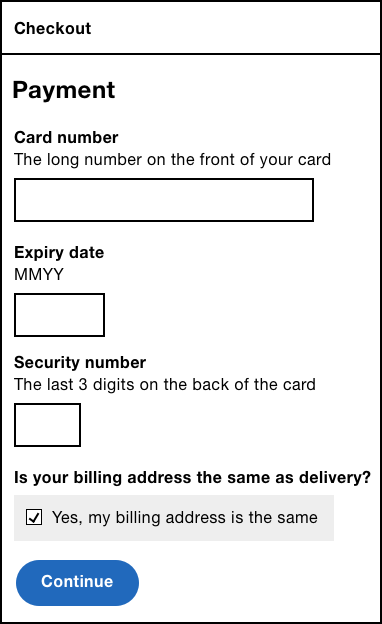 Checkout
Payment
Card number
The long number on the front of your card
Expiry date
MMYY
Security number
The last 3 digits on the back of the card
Is your billing address the same as delivery?
Yes, my billing address is the same
Continue